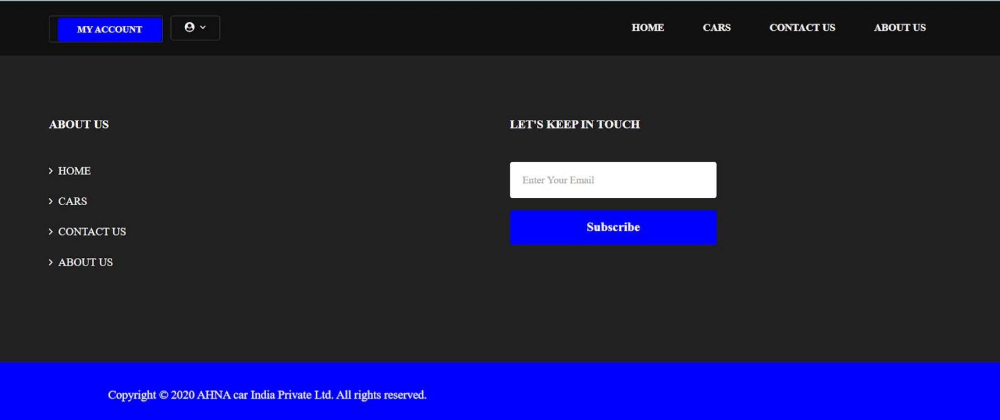 MY ACCOUNT
HOME CARS CONTACT US ABOUT US
ABOUT US
HOME
CARS
CONTACT US
ABOUT US
LET'S KEEP IN TOUCH
Enter Your Email
Subscribe
Copyright © 2020 AHNA car India Private Ltd. All rights reserved.